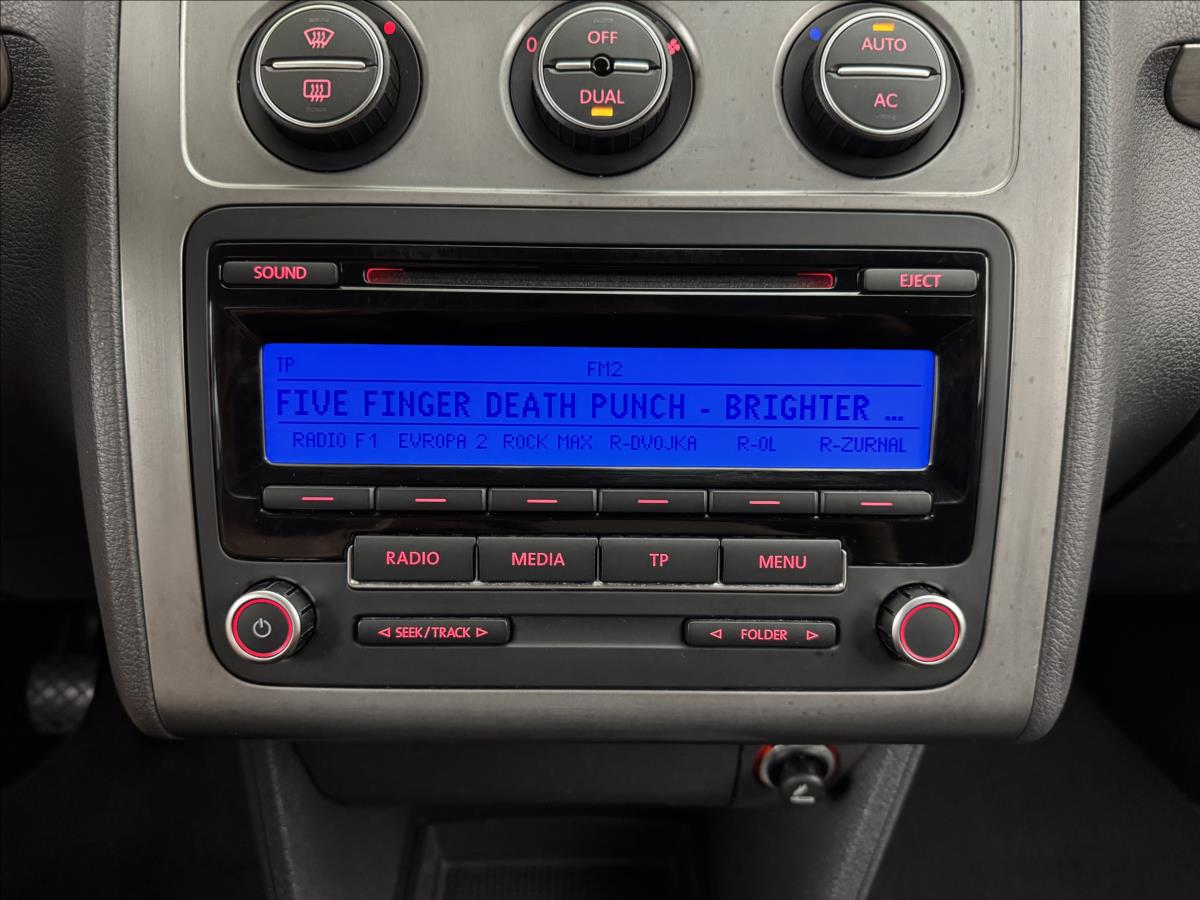 OFF
AUTO
0
DUAL
AC
SOUND
EJECT
TP FM2
FIVE FINGER DEATH PUNCH - BRIGHTER ...
RADIO F1 EVROPA 2 ROCK MAX R-DVOJKA R-OL R-ZURNAL
RADIO MEDIA TP MENU
SEEK/TRACK FOLDER